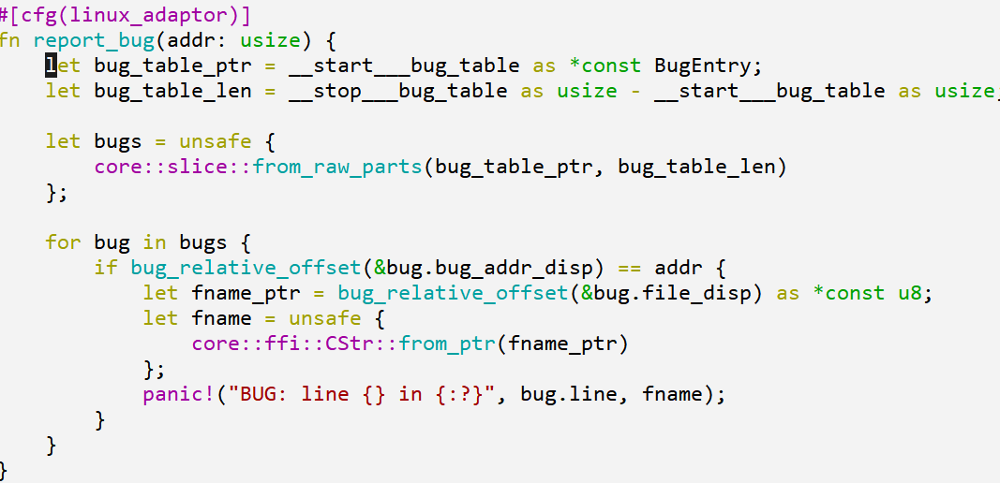 #[cfg(linux_adaptor)]
fn report_bug(addr: usize) {
    let bug_table_ptr = __start___bug_table as *const BugEntry;
    let bug_table_len = __stop___bug_table as usize - __start___bug_table as usize;

    let bugs = unsafe {
        core::slice::from_raw_parts(bug_table_ptr, bug_table_len)
    };

    for bug in bugs {
        if bug_relative_offset(&bug.bug_addr_disp) == addr {
            let fname_ptr = bug_relative_offset(&bug.file_disp) as *const u8;
            let fname = unsafe {
                core::ffi::CStr::from_ptr(fname_ptr)
            };
            panic!("BUG: line {} in {:?}", bug.line, fname);
        }
    }
}